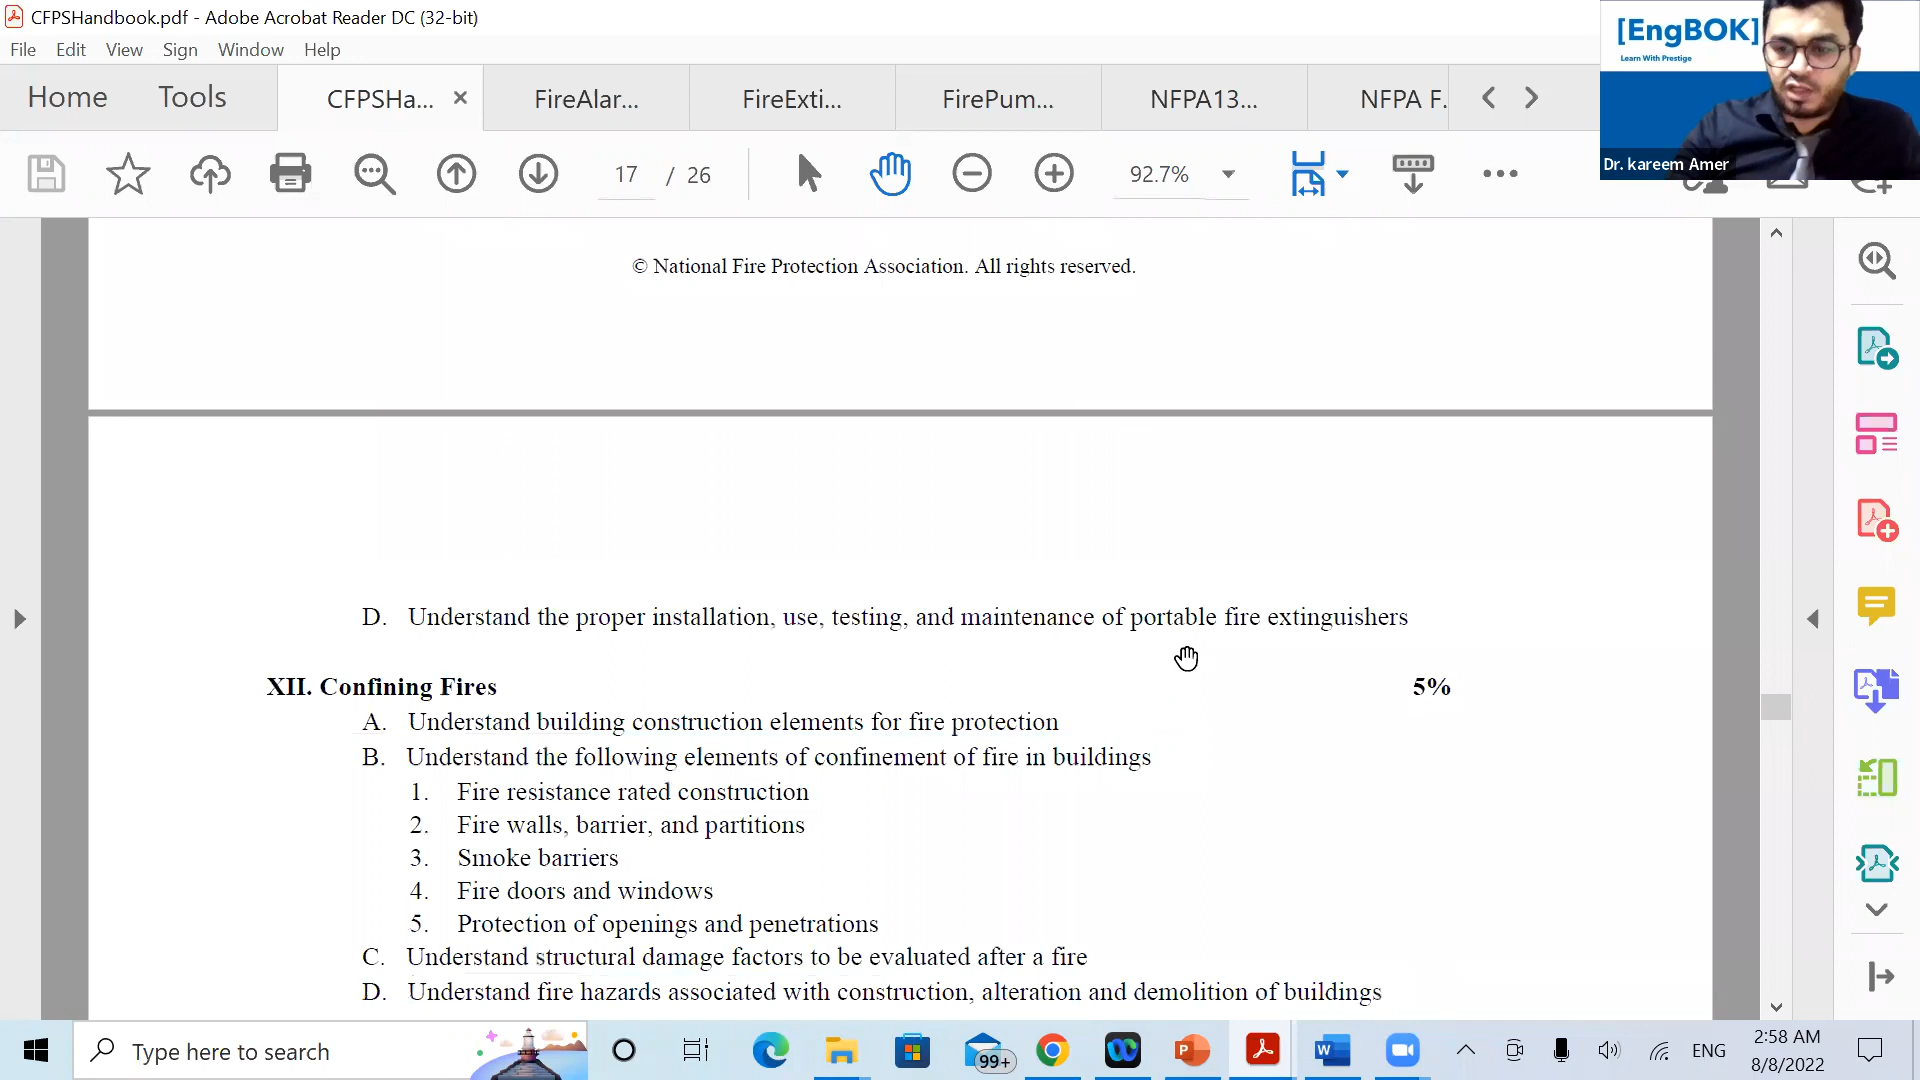 CFPSHandbook.pdf - Adobe Acrobat Reader DC (32-bit)
File Edit View Sign Window Help
Home Tools CFPSHa... FireAlar... FireExti... FirePum... NFPA13... NFPA F.
[EngBOK]
Learn With Prestige
Dr. kareem Amer
17 / 26 92.7%
© National Fire Protection Association. All rights reserved.
D. Understand the proper installation, use, testing, and maintenance of portable fire extinguishers
XII. Confining Fires 5%
A. Understand building construction elements for fire protection
B. Understand the following elements of confinement of fire in buildings
1. Fire resistance rated construction
2. Fire walls, barrier, and partitions
3. Smoke barriers
4. Fire doors and windows
5. Protection of openings and penetrations
C. Understand structural damage factors to be evaluated after a fire
D. Understand fire hazards associated with construction, alteration and demolition of buildings
Type here to search
99+
ENG
2:58 AM
8/8/2022